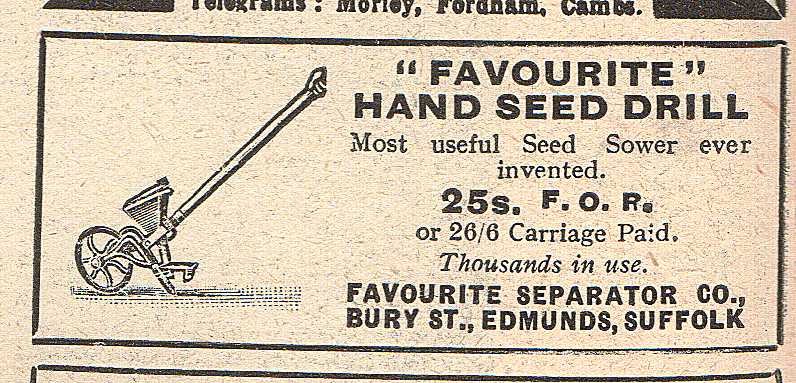 Telegrams: Morley, Fordham, Cambs.
"FAVOURITE"
HAND SEED DRILL
Most useful Seed Sower ever
invented.
25s. F. O. R.
or 26/6 Carriage Paid.
Thousands in use.
FAVOURITE SEPARATOR CO.,
BURY ST., EDMUNDS, SUFFOLK